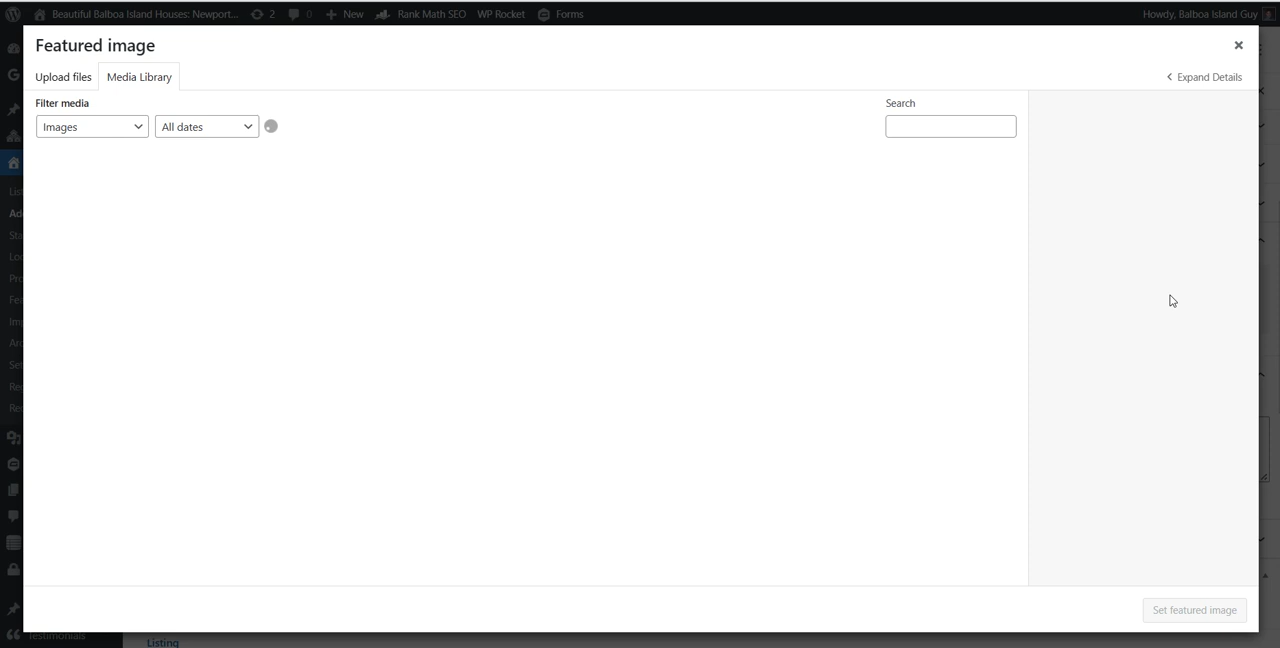 Beautiful Balboa Island Houses: Newport... 2 0 New Rank Math SEO WP Rocket Forms Howdy, Balboa Island Guy
Featured image
Upload files Media Library Expand Details
Filter media Search
Images All dates
Set featured image
Testimonials
Listing